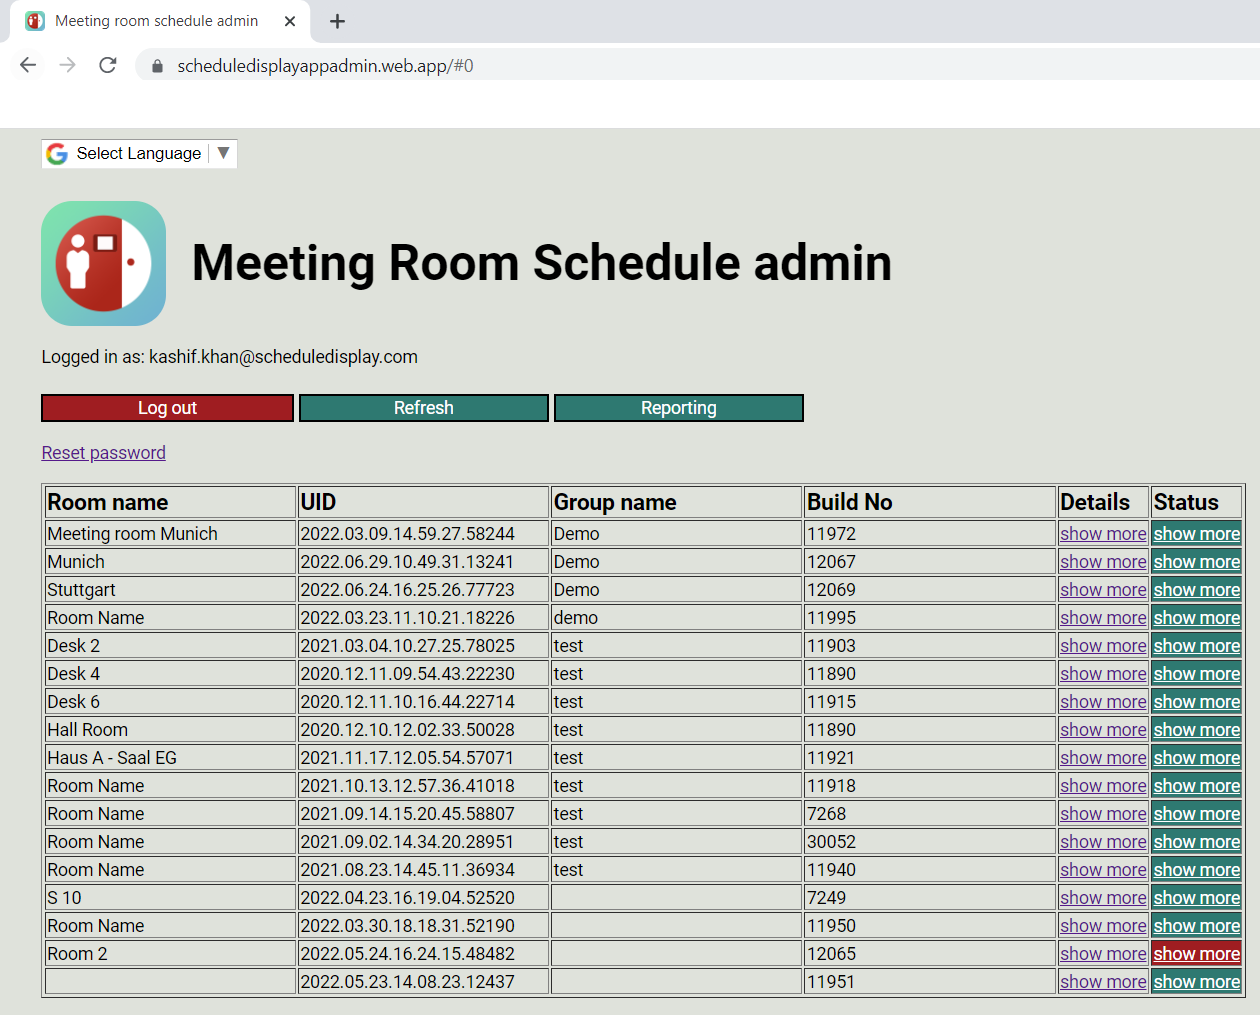 Meeting room schedule admin
scheduledisplayappadmin.web.app/#0
Select Language
Meeting Room Schedule admin
Logged in as: kashif.khan@scheduledisplay.com
Log out Refresh Reporting
Reset password
Room name UID Group name Build No Details Status
Meeting room Munich 2022.03.09.14.59.27.58244 Demo 11972 show more show more
Munich 2022.06.29.10.49.31.13241 Demo 12067 show more show more
Stuttgart 2022.06.24.16.25.26.77723 Demo 12069 show more show more
Room Name 2022.03.23.11.10.21.18226 demo 11995 show more show more
Desk 2 2021.03.04.10.27.25.78025 test 11903 show more show more
Desk 4 2020.12.11.09.54.43.22230 test 11890 show more show more
Desk 6 2020.12.11.10.16.44.22714 test 11915 show more show more
Hall Room 2020.12.10.12.02.33.50028 test 11890 show more show more
Haus A - Saal EG 2021.11.17.12.05.54.57071 test 11921 show more show more
Room Name 2021.10.13.12.57.36.41018 test 11918 show more show more
Room Name 2021.09.14.15.20.45.58807 test 7268 show more show more
Room Name 2021.09.02.14.34.20.28951 test 30052 show more show more
Room Name 2021.08.23.14.45.11.36934 test 11940 show more show more
S 10 2022.04.23.16.19.04.52520 7249 show more show more
Room Name 2022.03.30.18.18.31.52190 11950 show more show more
Room 2 2022.05.24.16.24.15.48482 12065 show more show more
2022.05.23.14.08.23.12437 11951 show more show more